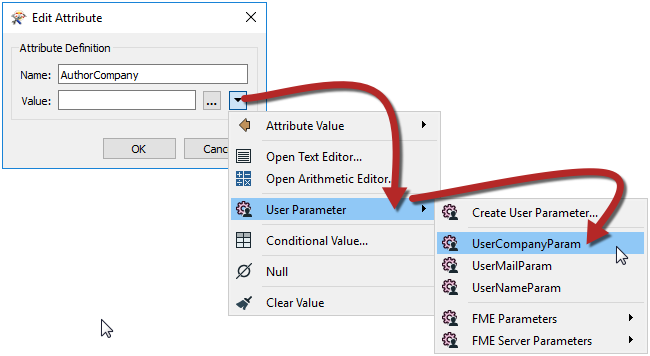 Edit Attribute
Attribute Definition
Name: AuthorCompany
Value: ...
OK Canc
Attribute Value
Open Text Editor...
Open Arithmetic Editor...
User Parameter
Conditional Value...
Null
Clear Value
Create User Parameter...
UserCompanyParam
UserMailParam
UserNameParam
FME Parameters
FME Server Parameters